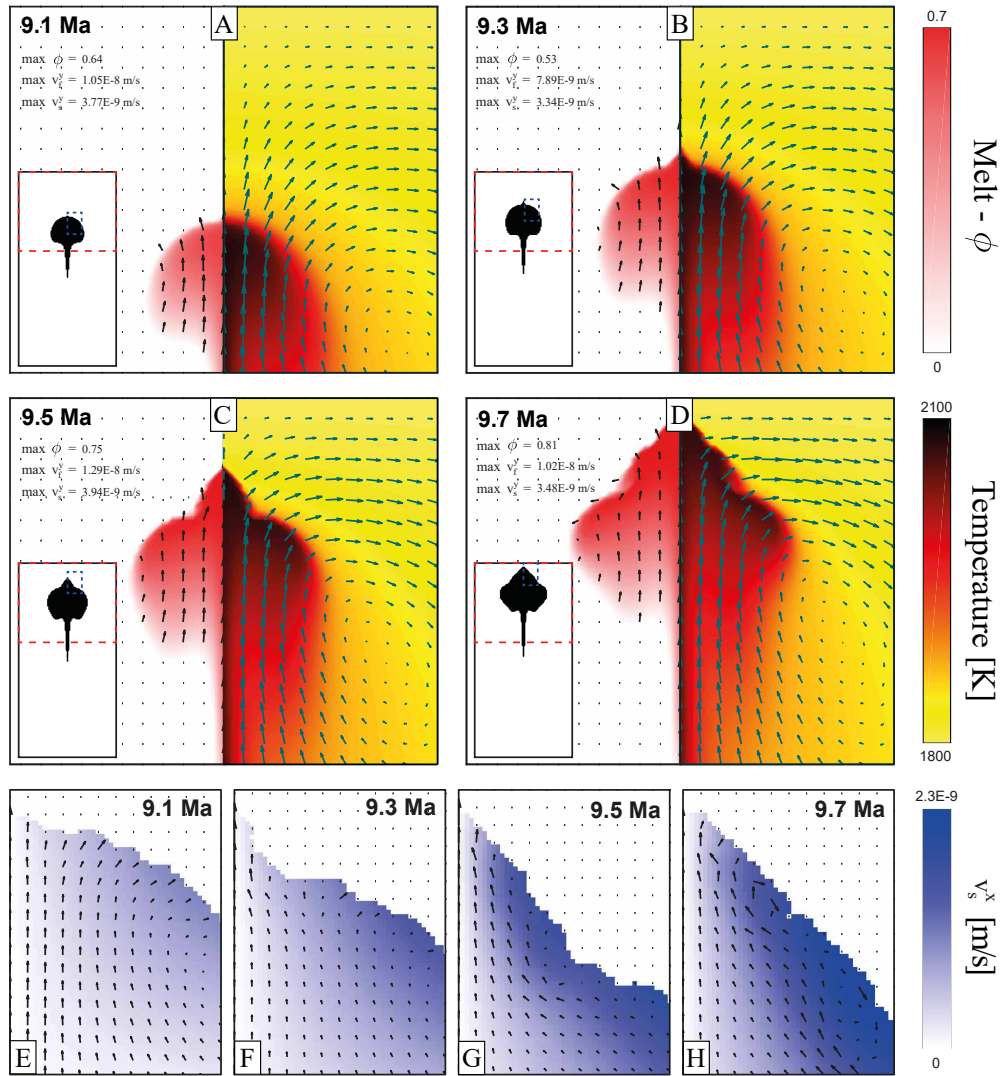 9.1 Ma
A
max ϕ = 0.64
max v_f^y = 1.05E-8 m/s
max v_s^y = 3.77E-9 m/s
9.3 Ma
B
max ϕ = 0.53
max v_f^y = 7.89E-9 m/s
max v_s^y = 3.34E-9 m/s
0.7
Melt - ϕ
0
9.5 Ma
C
max ϕ = 0.75
max v_f^y = 1.29E-8 m/s
max v_s^y = 3.94E-9 m/s
9.7 Ma
D
max ϕ = 0.81
max v_f^y = 1.02E-8 m/s
max v_s^y = 3.48E-9 m/s
2100
Temperature [K]
1800
9.1 Ma
E
9.3 Ma
F
9.5 Ma
G
9.7 Ma
H
2.3E-9
v_s^x [m/s]
0